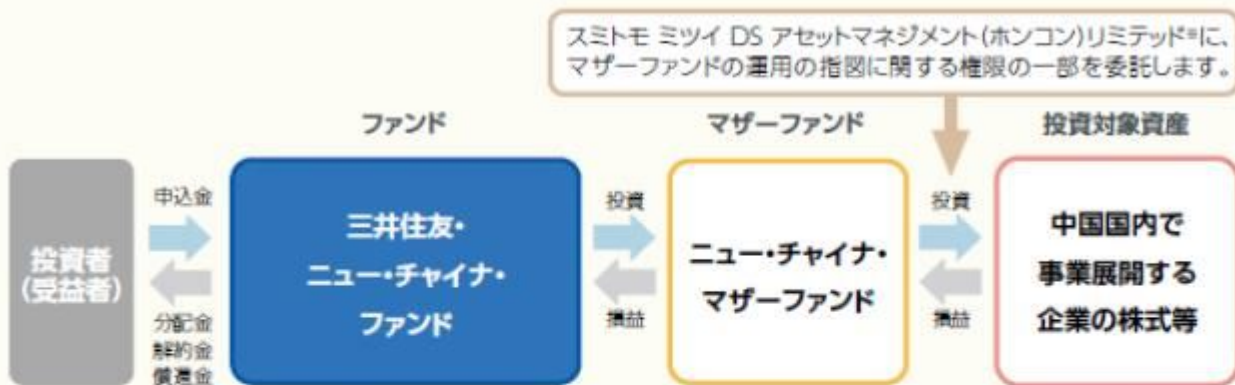 スミトモ ミツイ DS アセットマネジメント(ホンコン)リミテッド※に、
マザーファンドの運用の指図に関する権限の一部を委託します。
ファンド
マザーファンド
投資対象資産
投資者
(受益者)
申込金
分配金
解約金
償還金
三井住友・
ニュー・チャイナ・
ファンド
投資
損益
ニュー・チャイナ・
マザーファンド
投資
損益
中国国内で
事業展開する
企業の株式等